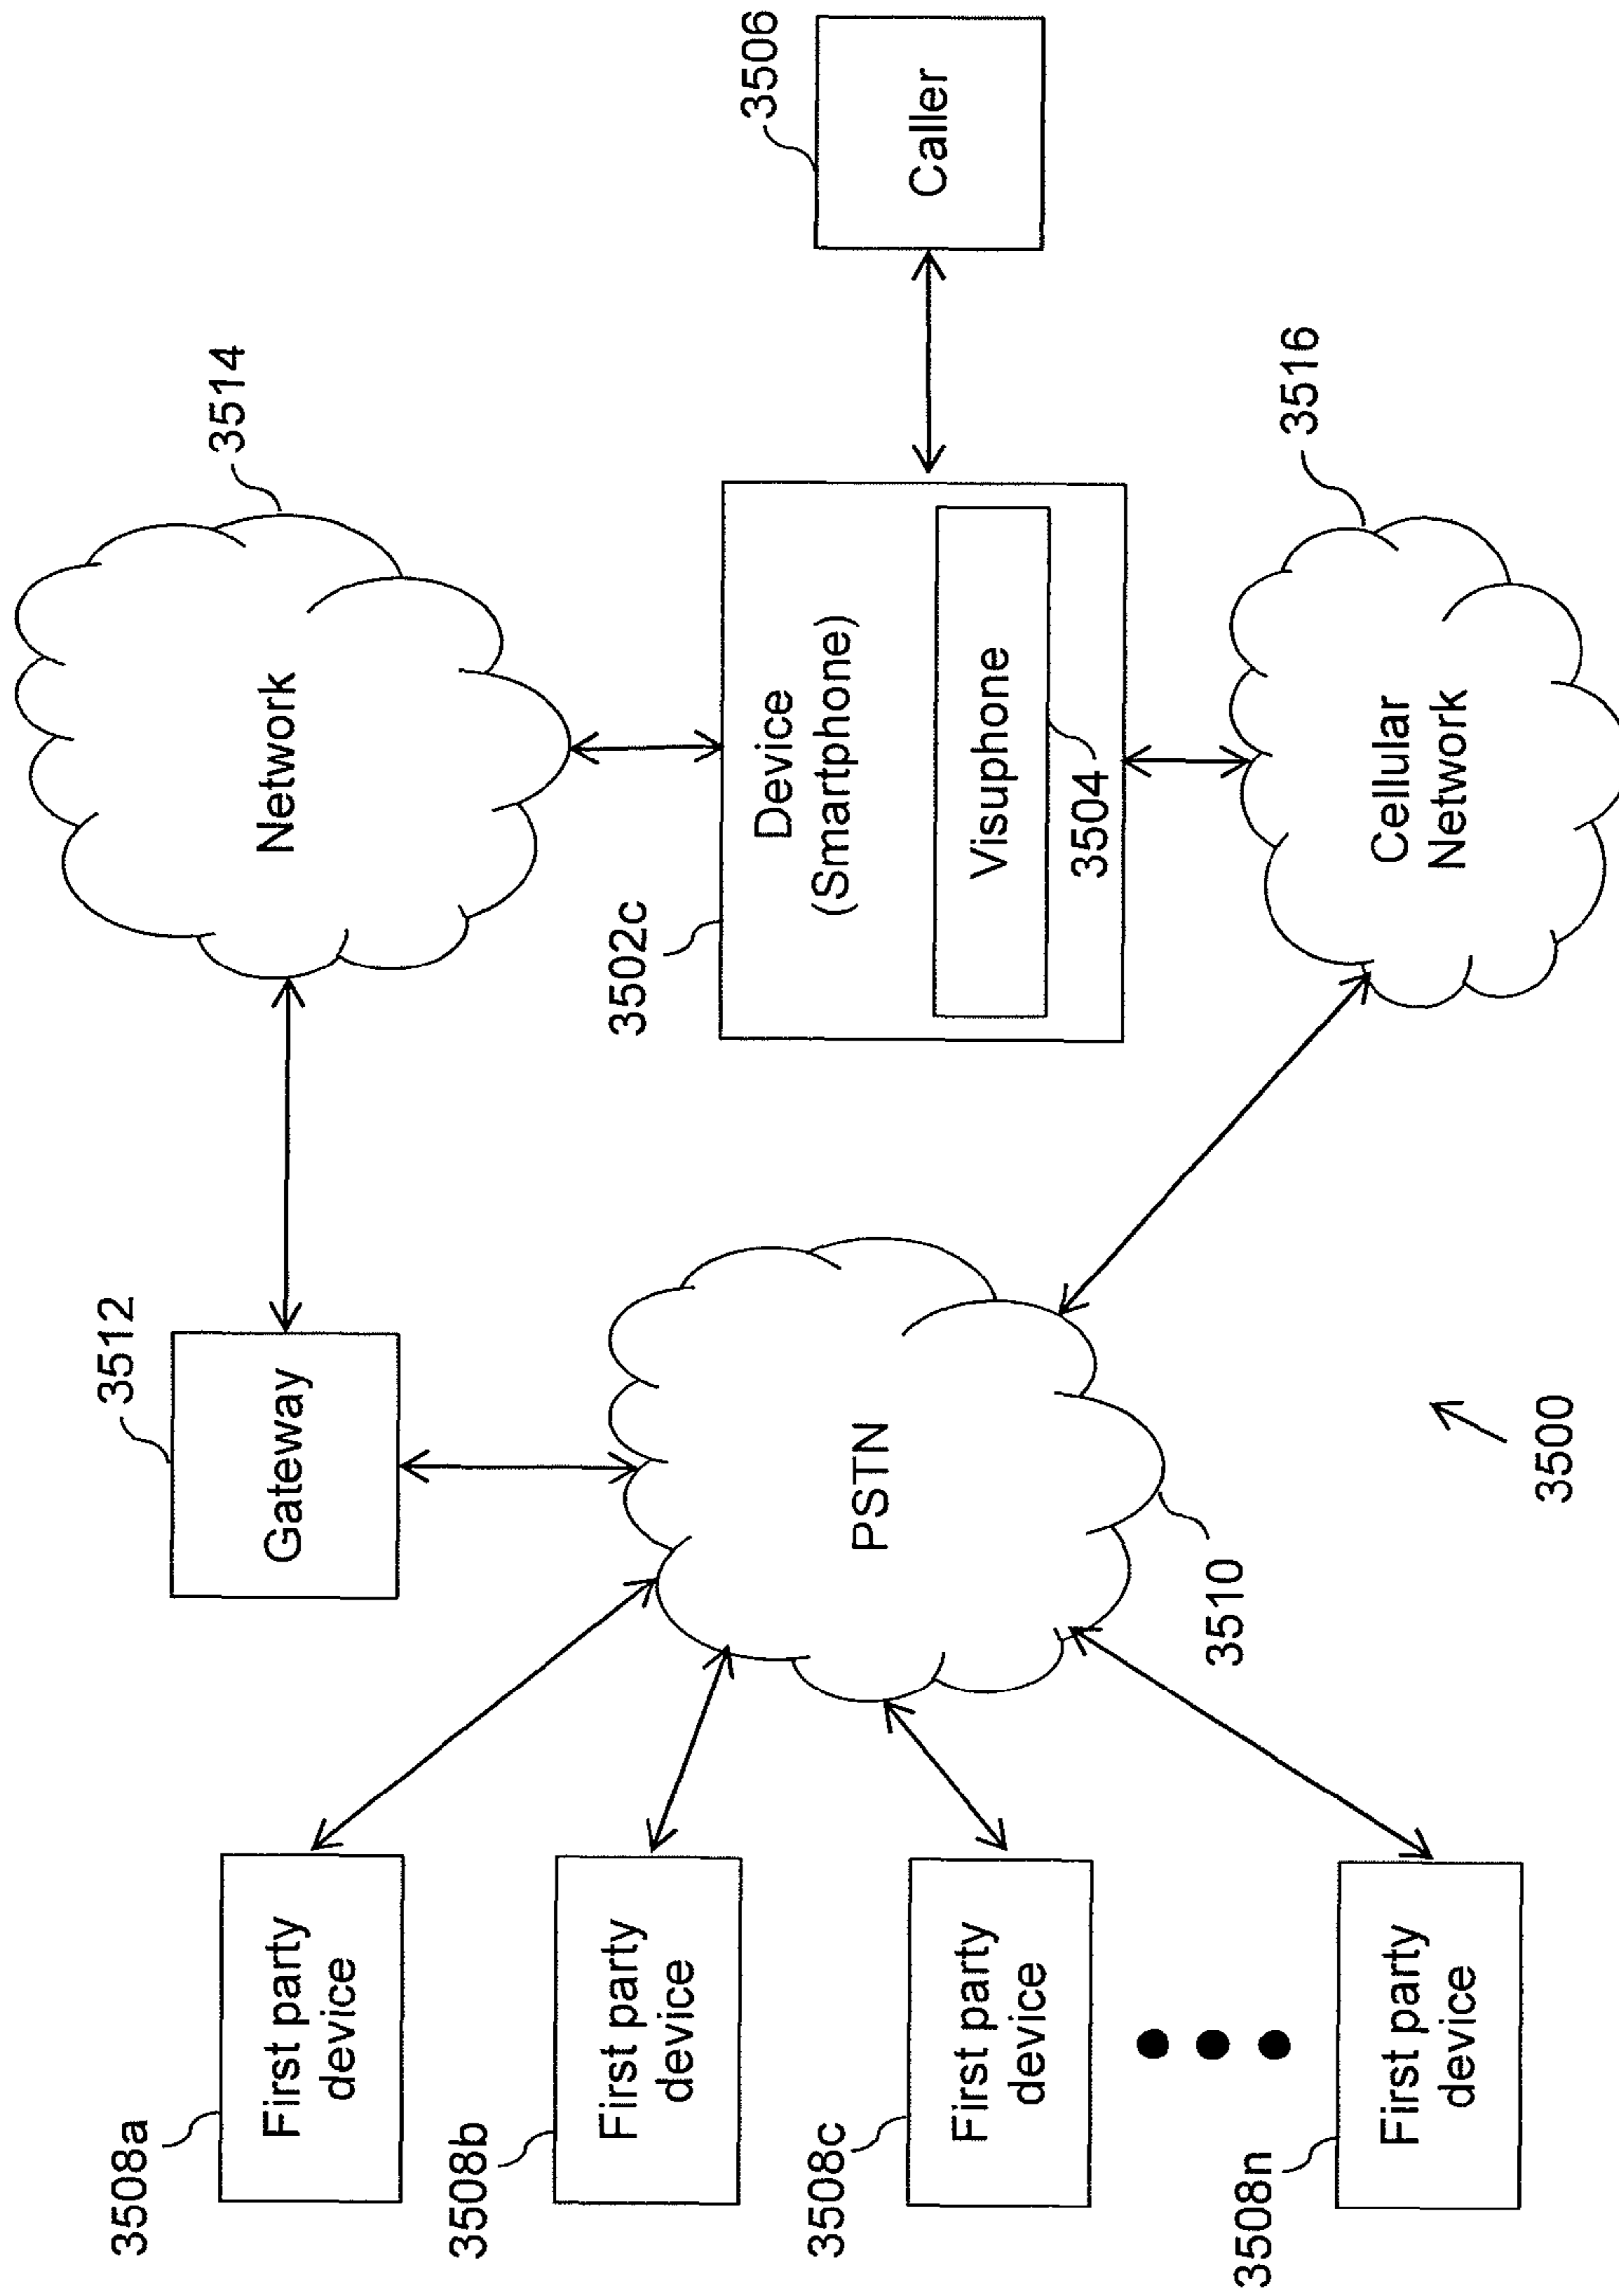 3508a
First party
device
3508b
First party
device
3508c
First party
device
3508n
First party
device
3512
Gateway
PSTN
3510
3500
3514
Network
3502c
Device
(Smartphone)
Visuphone
3504
3506
Caller
3516
Cellular
Network